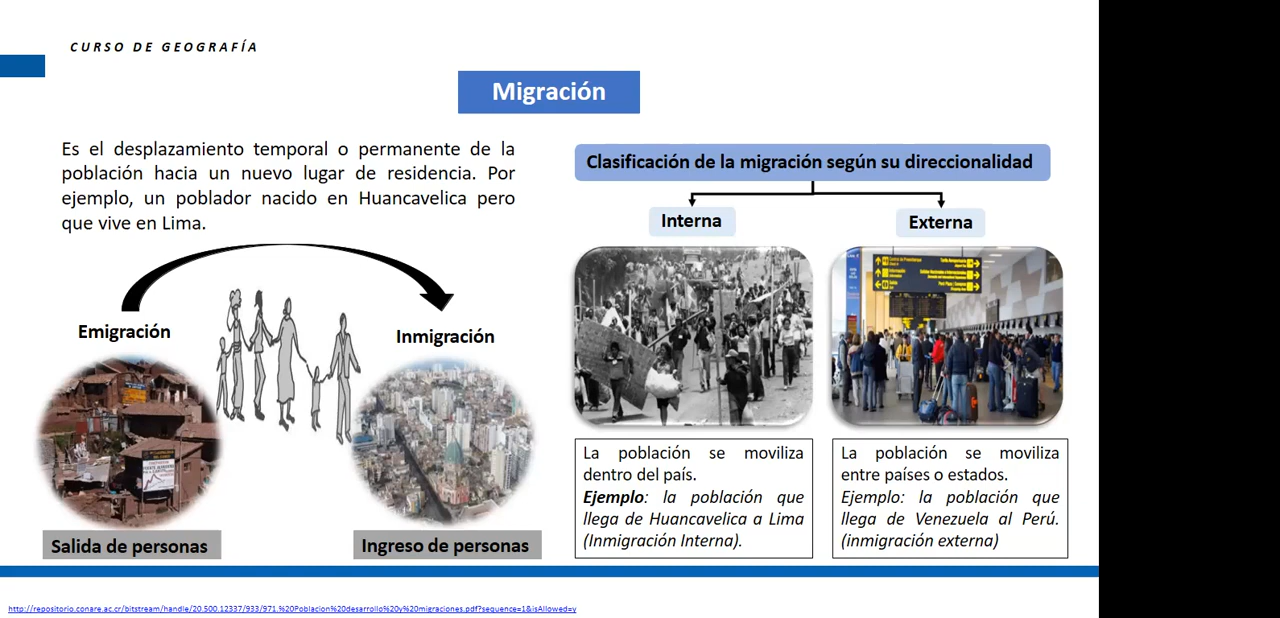 CURSO DE GEOGRAFÍA
Migración
Es el desplazamiento temporal o permanente de la
población hacia un nuevo lugar de residencia. Por
ejemplo, un poblador nacido en Huancavelica pero
que vive en Lima.
Emigración
Inmigración
Salida de personas
Ingreso de personas
Clasificación de la migración según su direccionalidad
Interna
Externa
La población se moviliza
dentro del país.
Ejemplo: la población que
llega de Huancavelica a Lima
(Inmigración Interna).
La población se moviliza
entre países o estados.
Ejemplo: la población que
llega de Venezuela al Perú.
(inmigración externa)
http://repositorio.conare.ac.cr/bitstream/handle/20.500.12337/933/971.%20Poblacion%20desarrollo%20y%20migraciones.pdf?sequence=1&isAllowed=y